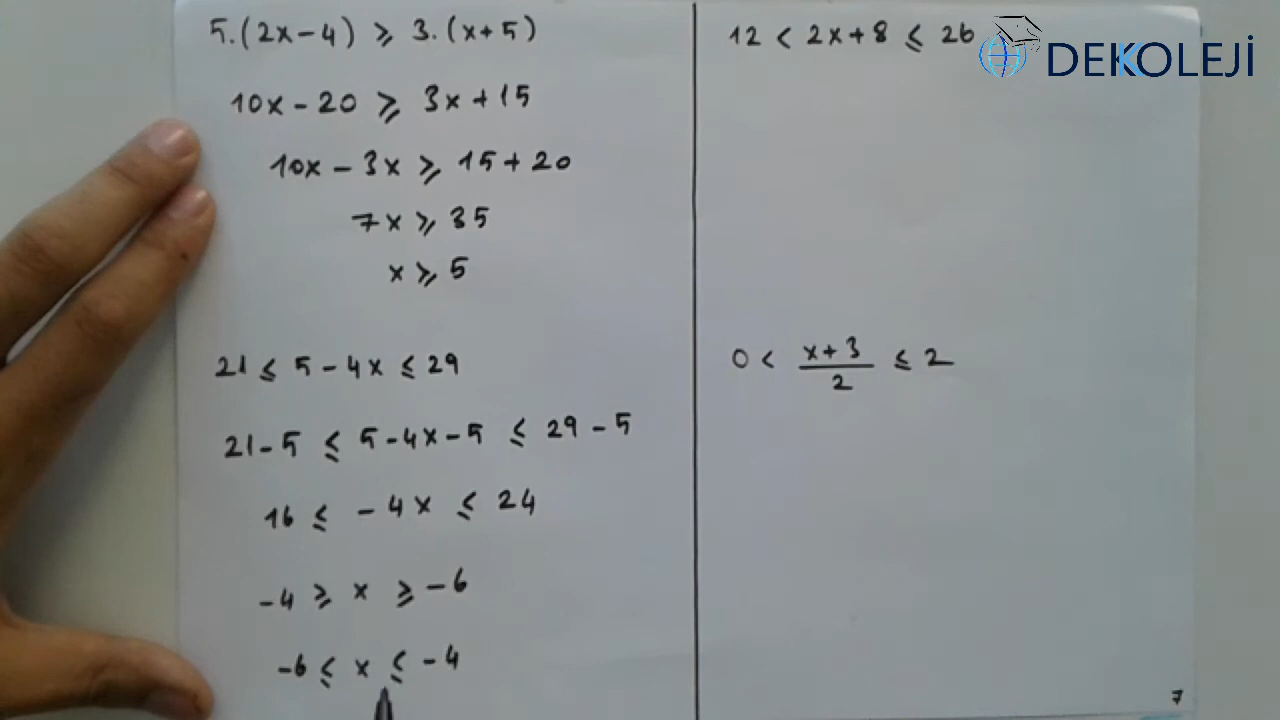 5.(2x-4) ≥ 3.(x+5)
10x - 20 ≥ 3x + 15
10x - 3x ≥ 15 + 20
7x ≥ 35
x ≥ 5
21 ≤ 5 - 4x ≤ 29
21 - 5 ≤ 5 - 4x - 5 ≤ 29 - 5
16 ≤ - 4x ≤ 24
-4 ≥ x ≥ -6
-6 ≤ x ≤ -4
12 < 2x + 8 ≤ 26
DEKKOLEJİ
0 < (x+3)/2 ≤ 2
7